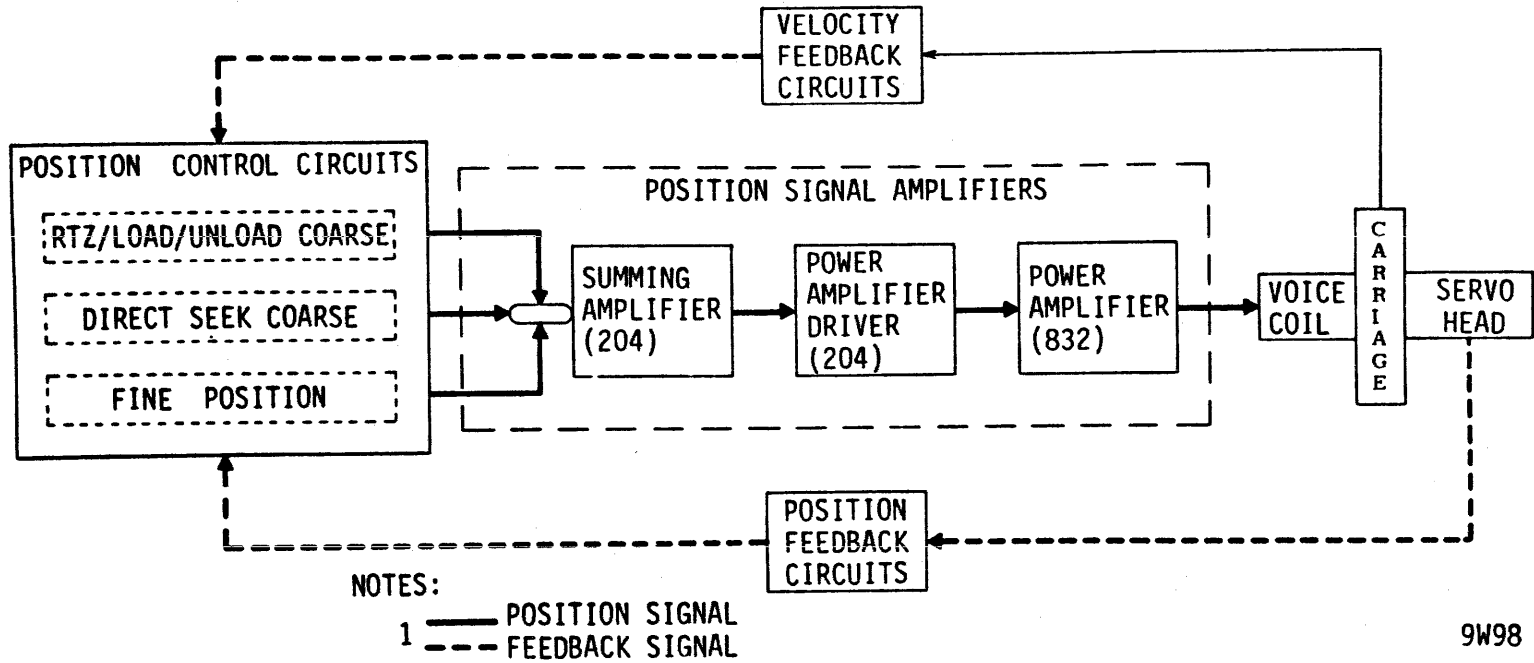 VELOCITY
FEEDBACK
CIRCUITS
POSITION CONTROL CIRCUITS
RTZ/LOAD/UNLOAD COARSE
DIRECT SEEK COARSE
FINE POSITION
POSITION SIGNAL AMPLIFIERS
SUMMING
AMPLIFIER
(204)
POWER
AMPLIFIER
DRIVER
(204)
POWER
AMPLIFIER
(832)
VOICE
COIL
CARRIAGE
SERVO
HEAD
POSITION
FEEDBACK
CIRCUITS
NOTES:
1 POSITION SIGNAL
FEEDBACK SIGNAL
9W98